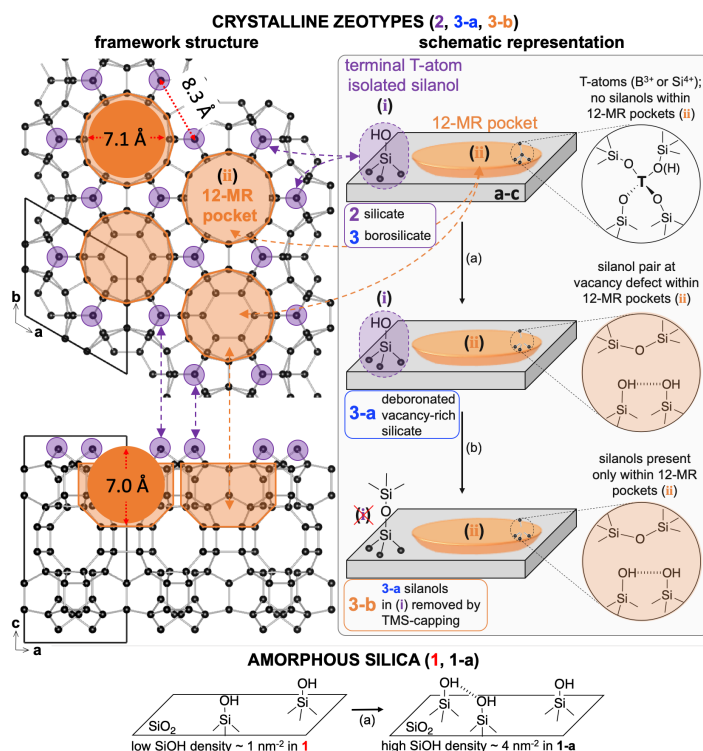 CRYSTALLINE ZEOTYPES (2, 3-a, 3-b)
framework structure
schematic representation
8.3 Å
7.1 Å
(ii)
12-MR
pocket
b
a
7.0 Å
c
a
terminal T-atom
isolated silanol
(i)
HO
Si
12-MR pocket
(ii)
a-c
2 silicate
3 borosilicate
T-atoms (B³⁺ or Si⁴⁺);
no silanols within
12-MR pockets (ii)
Si
Si
O
O(H)
T
O
O
Si
Si
(a)
(i)
HO
Si
(ii)
3-a deboronated
vacancy-rich
silicate
silanol pair at
vacancy defect within
12-MR pockets (ii)
Si
O
Si
OH
OH
Si
Si
(b)
Si
O
(i)
Si
(ii)
3-a silanols
3-b in (i) removed by
TMS-capping
silanols present
only within 12-MR
pockets (ii)
Si
O
Si
OH
OH
Si
Si
AMORPHOUS SILICA (1, 1-a)
OH
OH
Si
Si
SiO₂
low SiOH density ~ 1 nm⁻² in 1
(a)
OH
OH
OH
Si
Si
Si
SiO₂
high SiOH density ~ 4 nm⁻² in 1-a